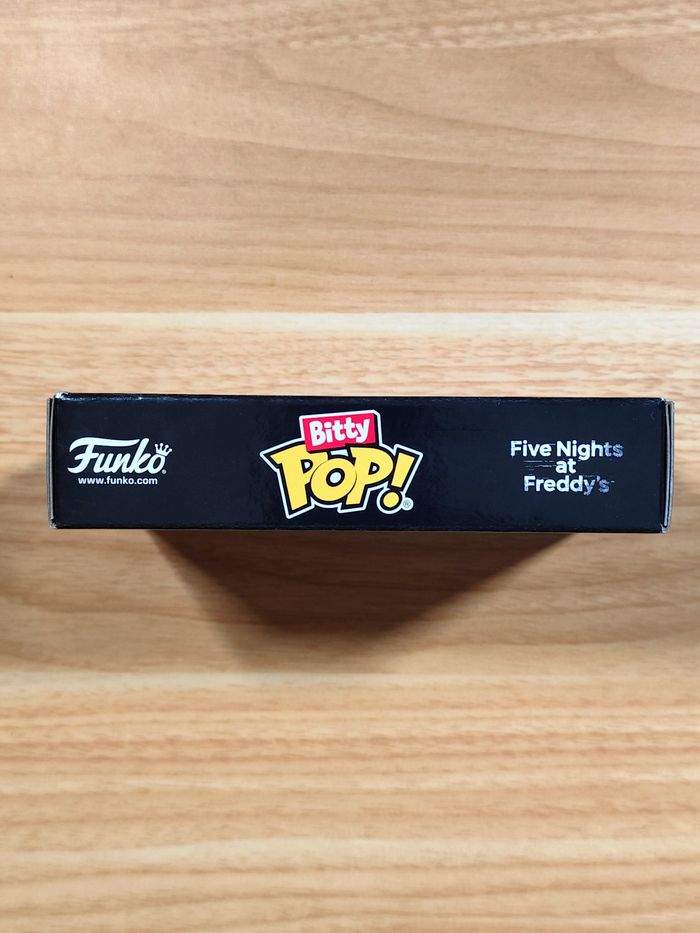 Funko
www.funko.com
Bitty
POP!
Five Nights
at
Freddy's